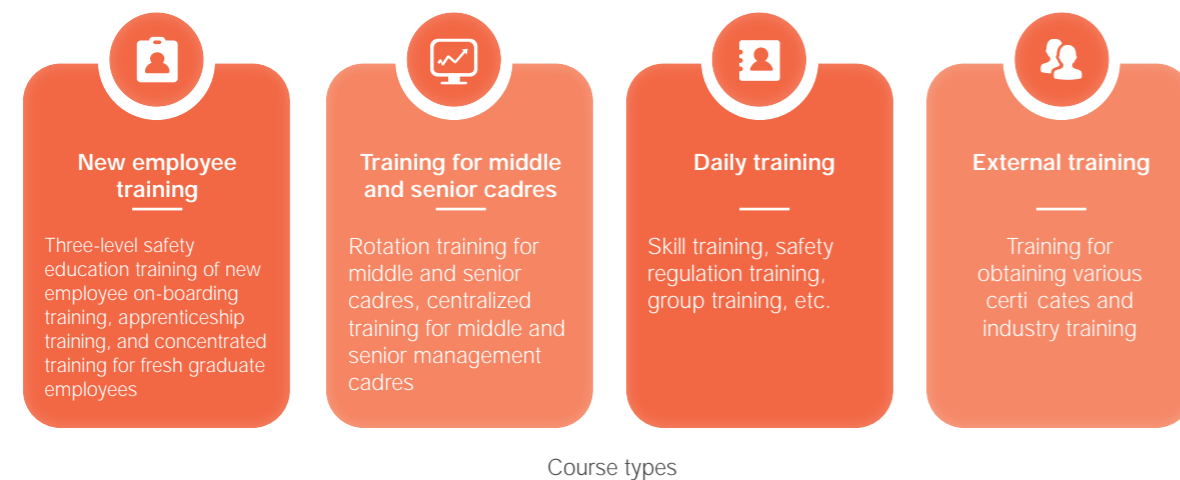 New employee
training
Three-level safety
education training of new
employee on-boarding
training, apprenticeship
training, and concentrated
training for fresh graduate
employees
Training for middle
and senior cadres
Rotation training for
middle and senior
cadres, centralized
training for middle and
senior management
cadres
Daily training
Skill training, safety
regulation training,
group training, etc.
External training
Training for
obtaining various
certi cates and
industry training
Course types